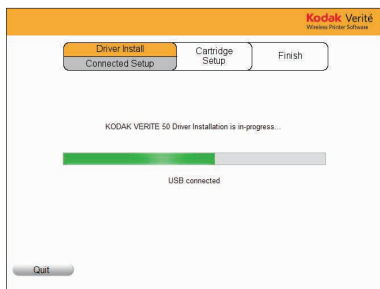 Kodak Verité
Wireless Printer Software
Driver Install
Connected Setup
Cartridge
Setup
Finish
KODAK VERITE 50 Driver Installation is in-progress...
USB connected
Quit